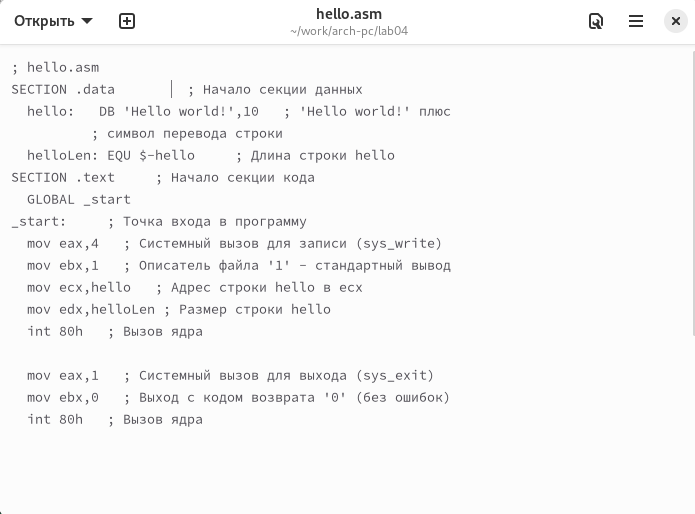 Открыть
hello.asm
~/work/arch-pc/lab04
; hello.asm
SECTION .data ; Начало секции данных
hello: DB 'Hello world!',10 ; 'Hello world!' плюс
; символ перевода строки
helloLen: EQU $-hello ; Длина строки hello
SECTION .text ; Начало секции кода
GLOBAL _start
_start: ; Точка входа в программу
mov eax,4 ; Системный вызов для записи (sys_write)
mov ebx,1 ; Описатель файла '1' - стандартный вывод
mov ecx,hello ; Адрес строки hello в ecx
mov edx,helloLen ; Размер строки hello
int 80h ; Вызов ядра
mov eax,1 ; Системный вызов для выхода (sys_exit)
mov ebx,0 ; Выход с кодом возврата '0' (без ошибок)
int 80h ; Вызов ядра